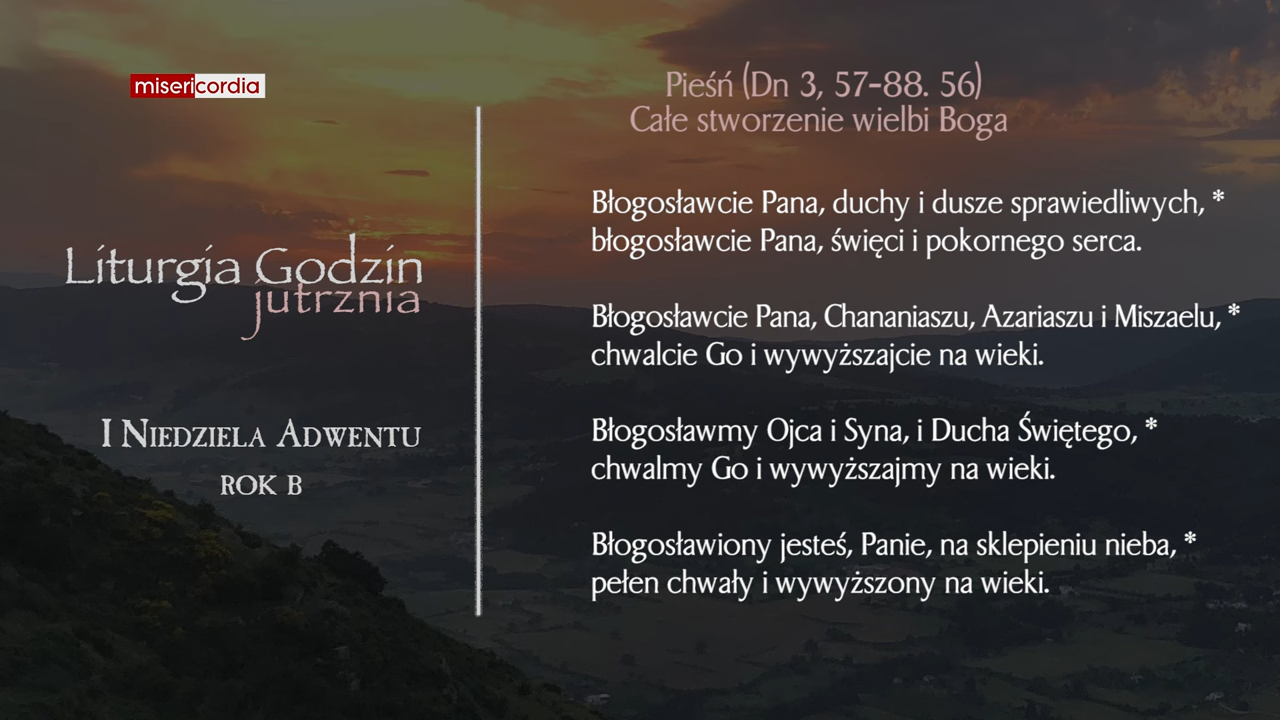 misericordia
Liturgia Godzin
jutrznia
I Niedziela Adwentu
rok B
Pieśń (Dn 3, 57-88. 56)
Całe stworzenie wielbi Boga
Błogosławcie Pana, duchy i dusze sprawiedliwych, *
błogosławcie Pana, święci i pokornego serca.
Błogosławcie Pana, Chananiaszu, Azariaszu i Miszaelu, *
chwalcie Go i wywyższajcie na wieki.
Błogosławmy Ojca i Syna, i Ducha Świętego, *
chwalmy Go i wywyższajmy na wieki.
Błogosławiony jesteś, Panie, na sklepieniu nieba, *
pełen chwały i wywyższony na wieki.